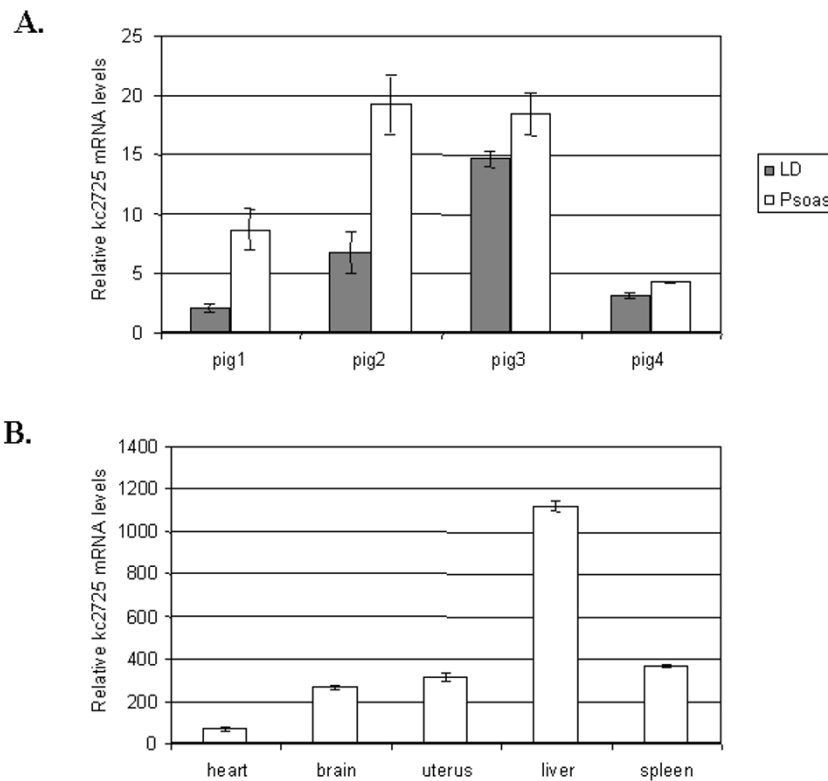 A.
Relative kc2725 mRNA levels
25
20
15
10
5
0
pig1 pig2 pig3 pig4
LD
Psoas
B.
Relative kc2725 mRNA levels
1400
1200
1000
800
600
400
200
0
heart brain uterus liver spleen